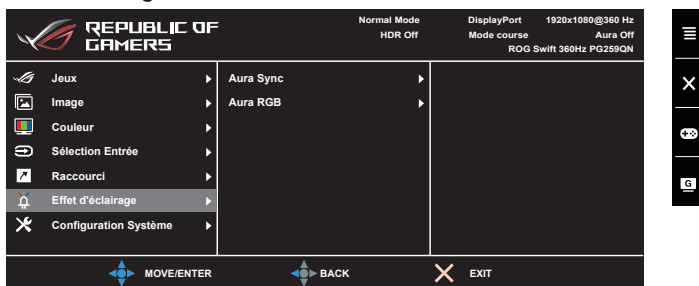 REPUBLIC OF
GAMERS
Normal Mode
HDR Off
DisplayPort 1920x1080@360 Hz
Mode course Aura Off
ROG Swift 360Hz PG259QN
Jeux
Image
Couleur
Sélection Entrée
Raccourci
Effet d'éclairage
Configuration Système
Aura Sync
Aura RGB
MOVE/ENTER BACK EXIT
G